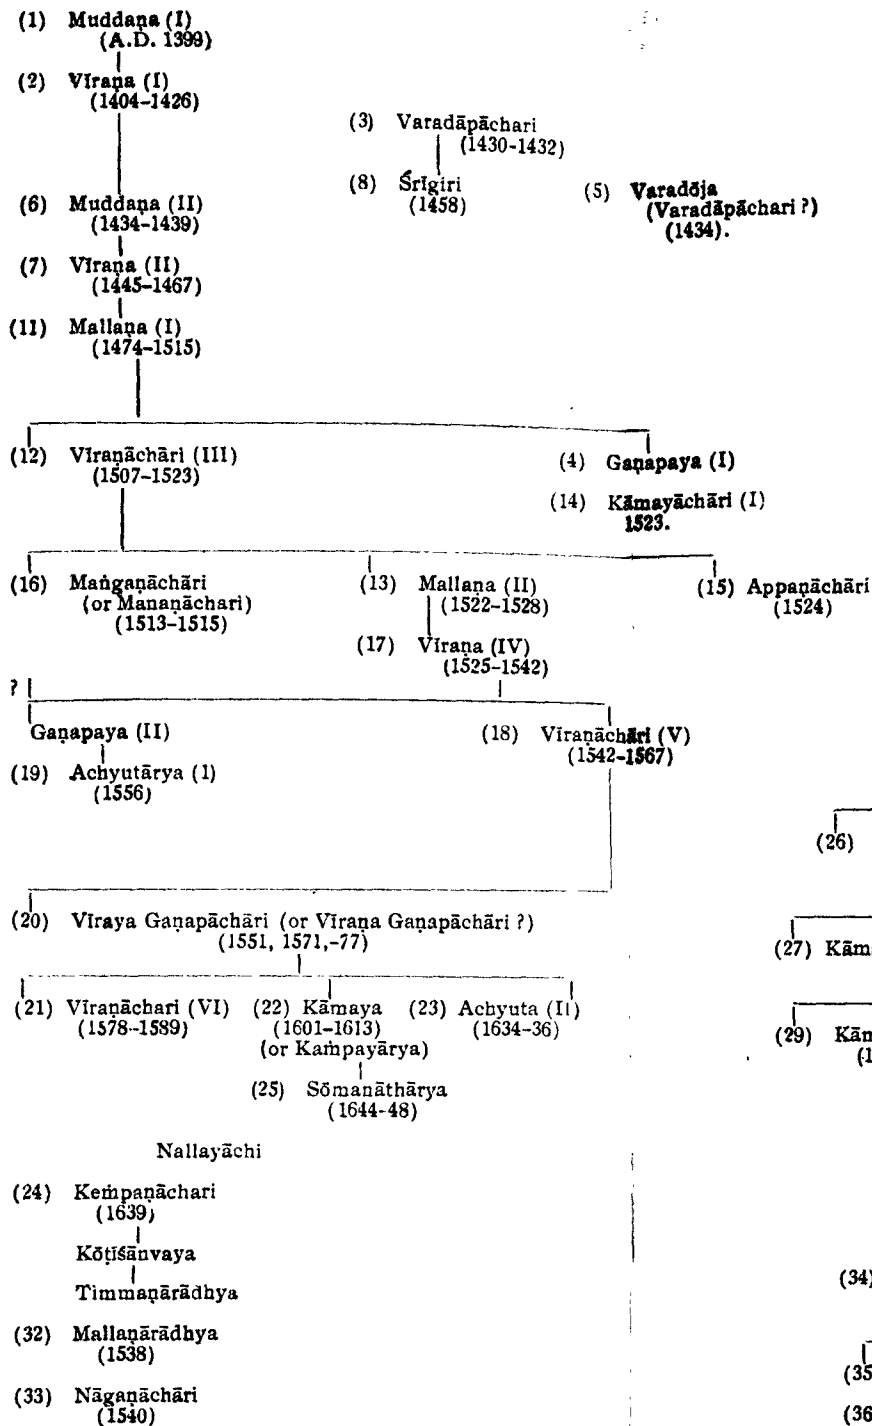 (1) Muddaṇa (I)
(A.D. 1399)
(2) Vīraṇa (I)
(1404–1426)
(3) Varadāpāchari
(1430-1432)
(8) Śrīgiri
(1458)
(5) Varadōja
(Varadāpāchari ?)
(1434).
(6) Muddaṇa (II)
(1434–1439)
(7) Vīraṇa (II)
(1445–1467)
(11) Mallaṇa (I)
(1474–1515)
(12) Vīraṇāchāri (III)
(1507–1523)
(4) Gaṇapaya (I)
(14) Kāmayāchāri (I)
1523.
(16) Maṅgaṇāchāri
(or Mananāchari)
(1513–1515)
(13) Mallaṇa (II)
(1522–1528)
(15) Appaṇāchāri
(1524)
(17) Vīraṇa (IV)
(1525–1542)
?
Gaṇapaya (II)
(18) Vīraṇāchāri (V)
(1542–1567)
(19) Achyutārya (1)
(1556)
(26)
(20) Vīraya Gaṇapāchāri (or Vīraṇa Gaṇapāchāri ?)
(1551, 1571,-77)
(27) Kām
(21) Vīraṇāchari (VI)
(1578–1589)
(22) Kāmaya
(1601–1613)
(or Kaṁpayārya)
(23) Achyuta (II)
(1634–36)
(29) Kām
(1
(25) Sōmanāthārya
(1644-48)
Nallayāchi
(24) Keṁpaṇāchari
(1639)
Kōṭīśānvaya
Timmaṇārādhya
(34)
(32) Mallaṇārādhya
(1538)
(35
(33) Nāgaṇāchāri
(1540)
(36